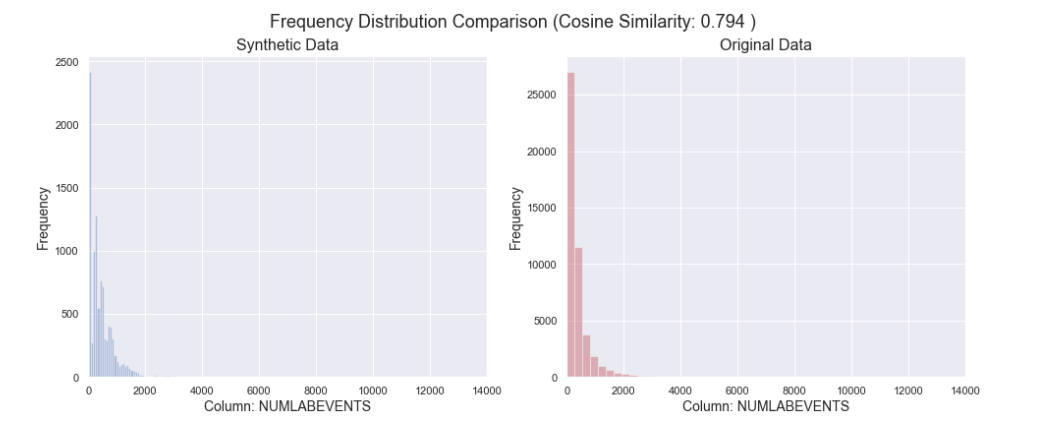 Frequency Distribution Comparison (Cosine Similarity: 0.794 )
Synthetic Data
2500
2000
1500
1000
500
0
Frequency
0 2000 4000 6000 8000 10000 12000 14000
Column: NUMLABEVENTS
Original Data
25000
20000
15000
10000
5000
0
Frequency
0 2000 4000 6000 8000 10000 12000 14000
Column: NUMLABEVENTS